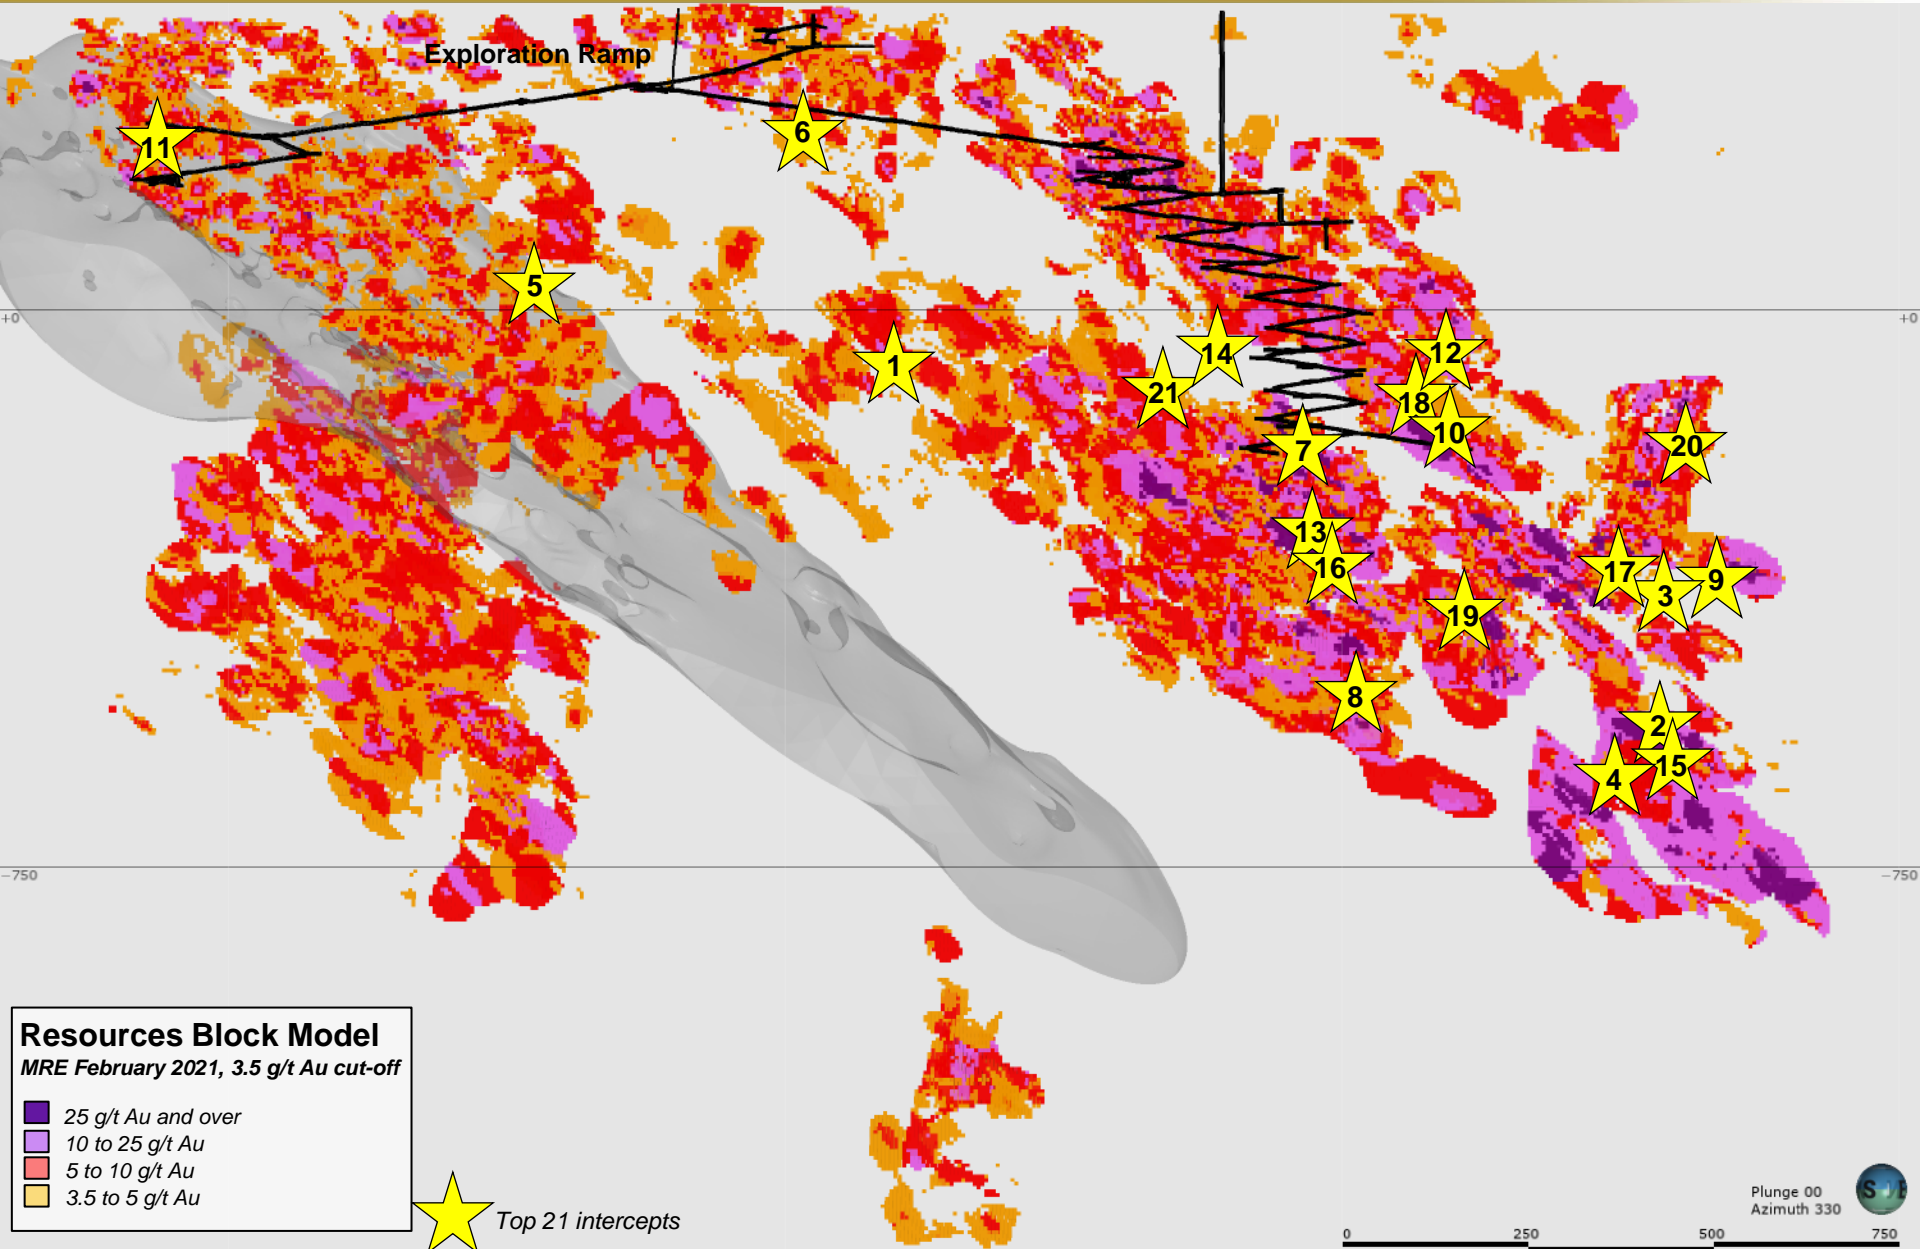 Exploration Ramp
11
6
5
+0
+0
1
14
12
21
18
10
7
20
13
16
17
3
9
19
8
2
15
4
-750
-750
Resources Block Model
MRE February 2021, 3.5 g/t Au cut-off
25 g/t Au and over
10 to 25 g/t Au
5 to 10 g/t Au
3.5 to 5 g/t Au
Top 21 intercepts
Plunge 00
Azimuth 330
0 250 500 750